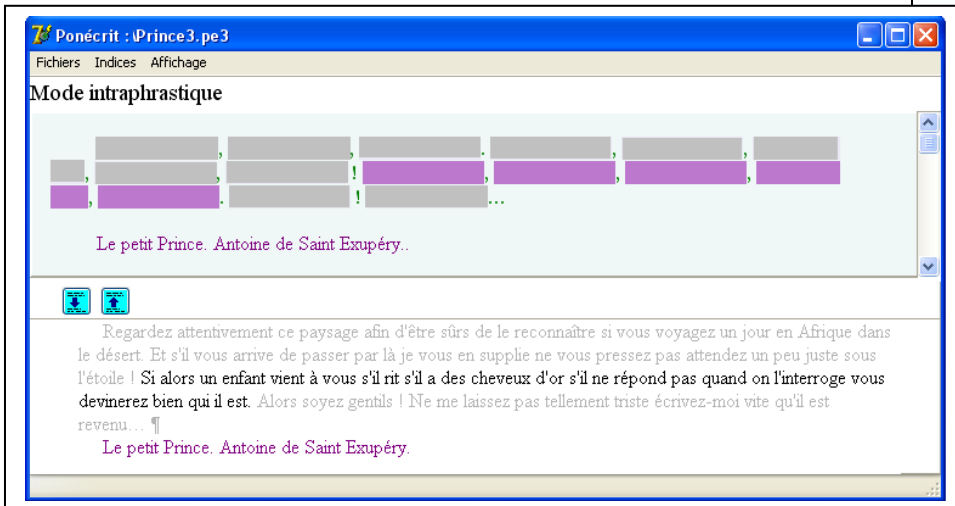 Ponécrit : \Prince3.pe3
Fichiers Indices Affichage
Mode intraphrastique
, , . , ,
, , ! , , ,
, . ! ...
Le petit Prince. Antoine de Saint Exupéry..
Regardez attentivement ce paysage afin d'être sûrs de le reconnaître si vous voyagez un jour en Afrique dans
le désert. Et s'il vous arrive de passer par là je vous en supplie ne vous pressez pas attendez un peu juste sous
l'étoile ! Si alors un enfant vient à vous s'il rit s'il a des cheveux d'or s'il ne répond pas quand on l'interroge vous
devinerez bien qui il est. Alors soyez gentils ! Ne me laissez pas tellement triste écrivez-moi vite qu'il est
revenu... ¶
Le petit Prince. Antoine de Saint Exupéry.